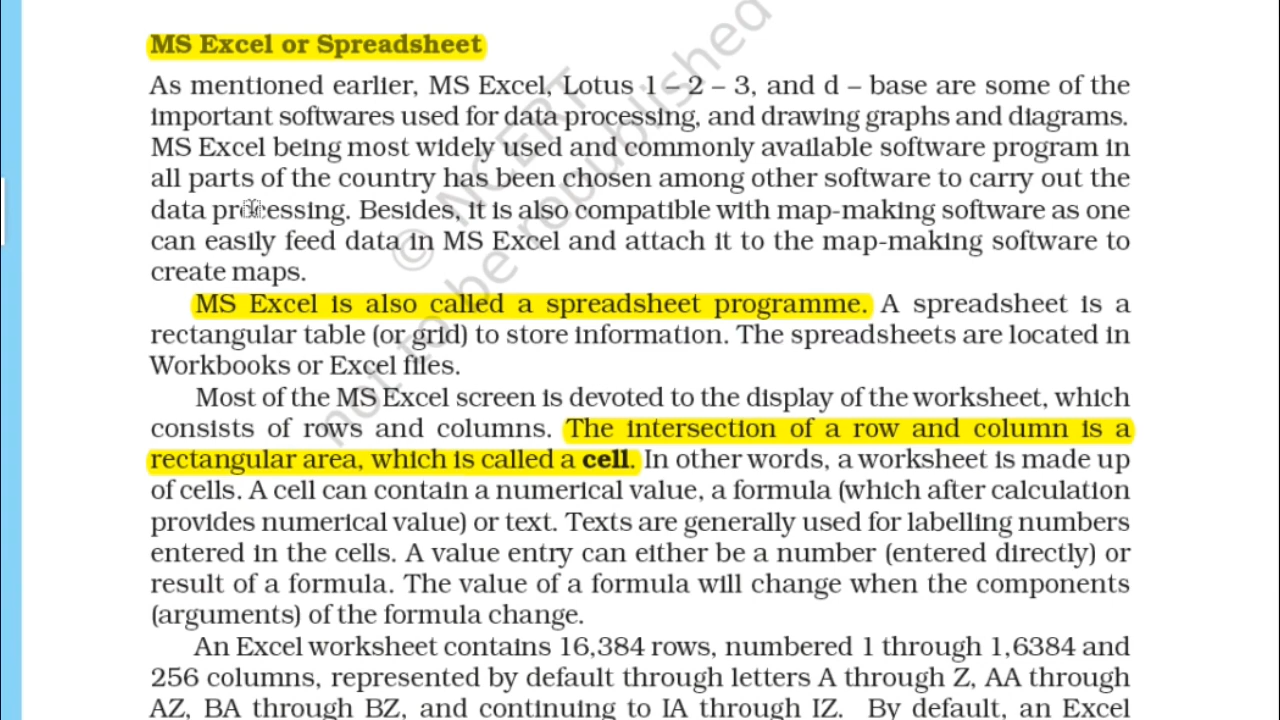 MS Excel or Spreadsheet
As mentioned earlier, MS Excel, Lotus 1 – 2 – 3, and d – base are some of the
important softwares used for data processing, and drawing graphs and diagrams.
MS Excel being most widely used and commonly available software program in
all parts of the country has been chosen among other software to carry out the
data processing. Besides, it is also compatible with map-making software as one
can easily feed data in MS Excel and attach it to the map-making software to
create maps.
MS Excel is also called a spreadsheet programme. A spreadsheet is a
rectangular table (or grid) to store information. The spreadsheets are located in
Workbooks or Excel files.
Most of the MS Excel screen is devoted to the display of the worksheet, which
consists of rows and columns. The intersection of a row and column is a
rectangular area, which is called a cell. In other words, a worksheet is made up
of cells. A cell can contain a numerical value, a formula (which after calculation
provides numerical value) or text. Texts are generally used for labelling numbers
entered in the cells. A value entry can either be a number (entered directly) or
result of a formula. The value of a formula will change when the components
(arguments) of the formula change.
An Excel worksheet contains 16,384 rows, numbered 1 through 1,6384 and
256 columns, represented by default through letters A through Z, AA through
AZ, BA through BZ, and continuing to IA through IZ. By default, an Excel
© NCERT
not to be republished